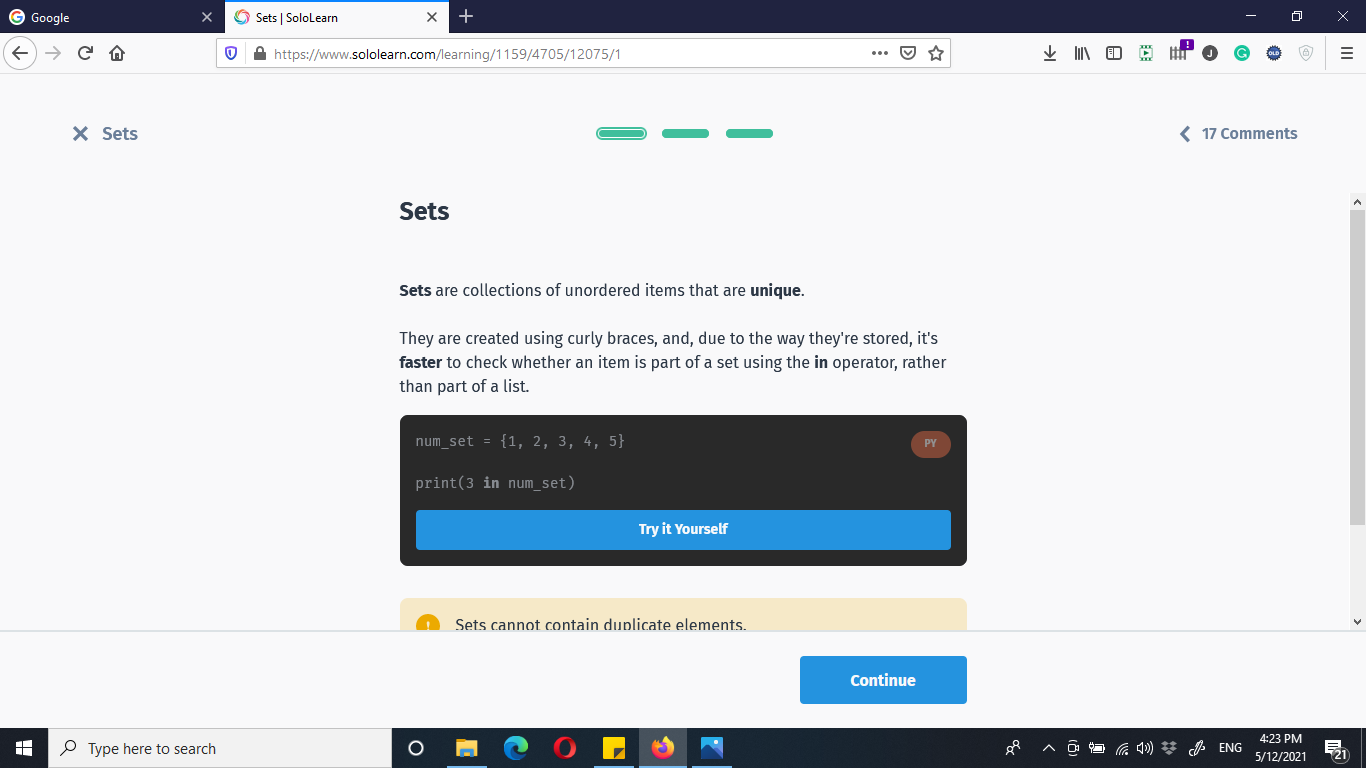 Google
Sets | SoloLearn
https://www.sololearn.com/learning/1159/4705/12075/1
Sets
17 Comments
Sets
Sets are collections of unordered items that are unique.
They are created using curly braces, and, due to the way they're stored, it's
faster to check whether an item is part of a set using the in operator, rather
than part of a list.
num_set = {1, 2, 3, 4, 5}
PY
print(3 in num_set)
Try it Yourself
Sets cannot contain duplicate elements.
Continue
Type here to search
ENG
4:23 PM
5/12/2021
21